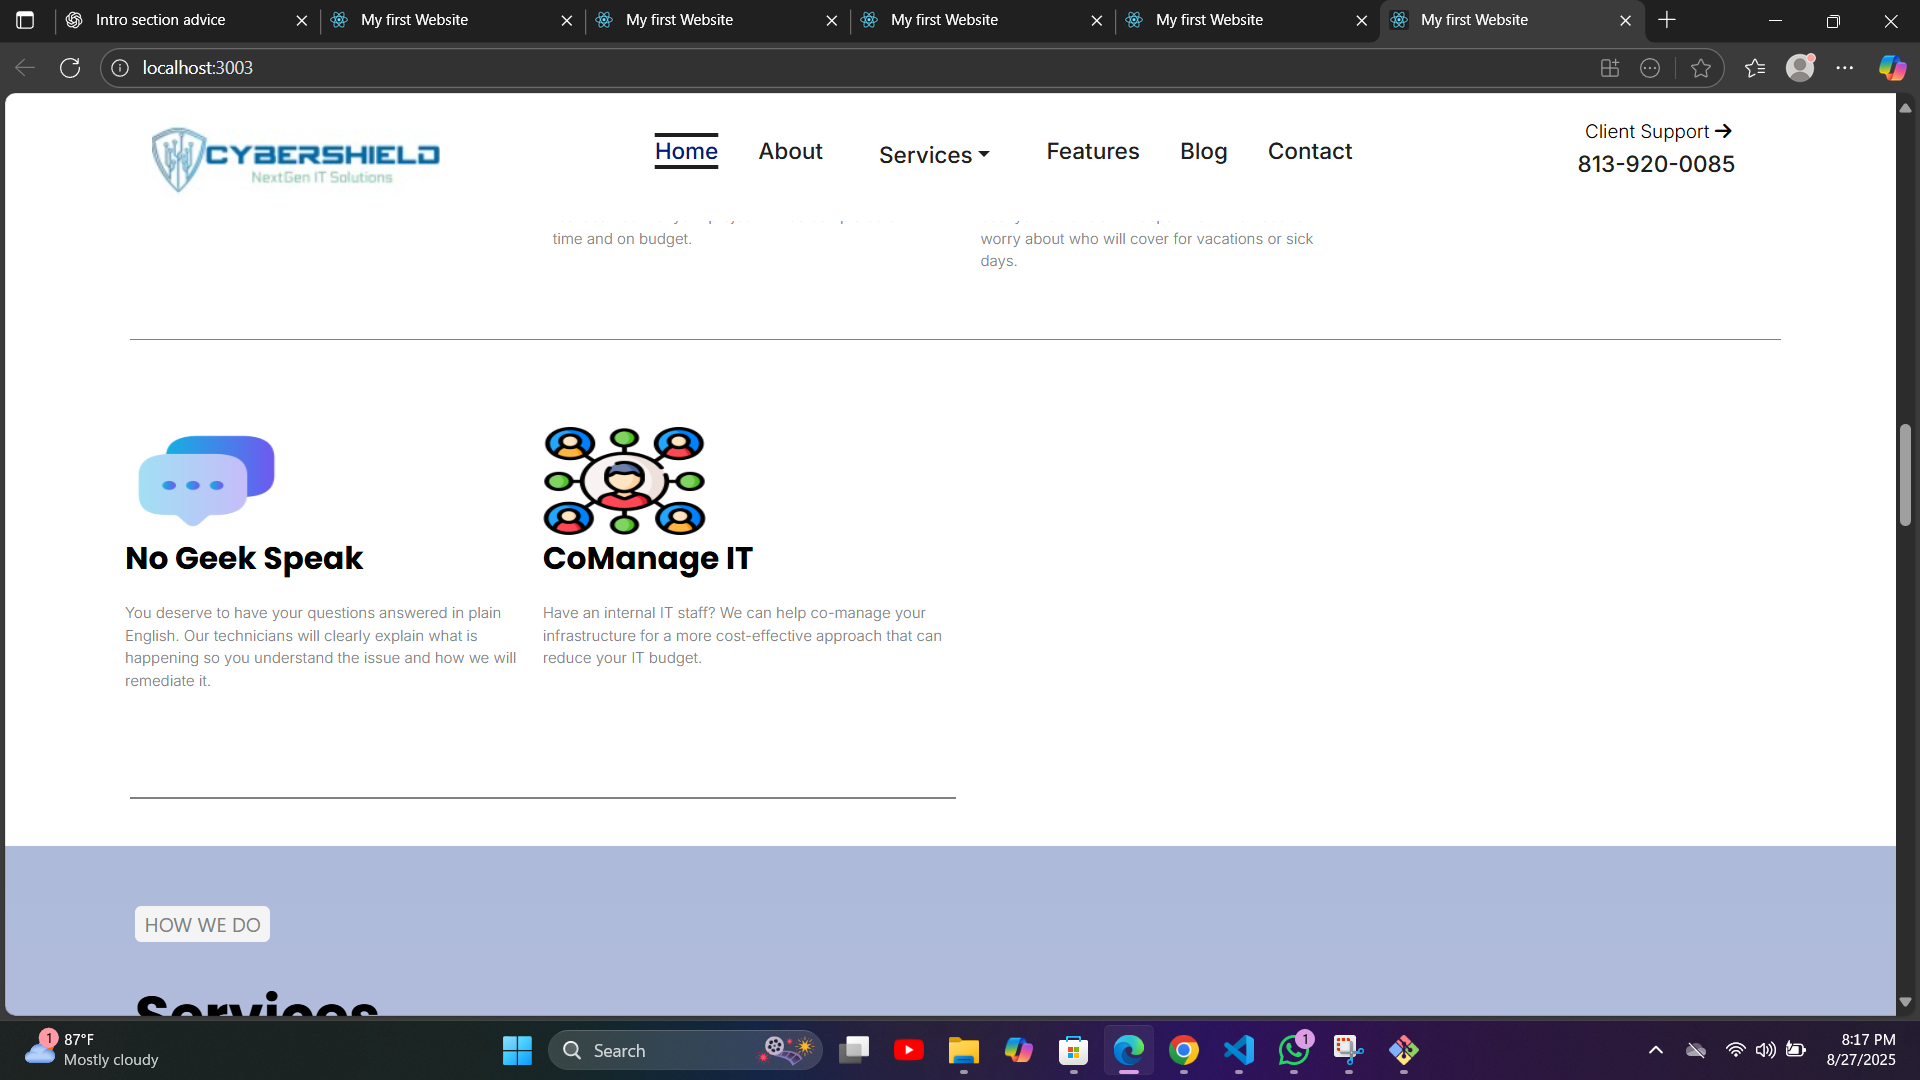 Intro section advice
My first Website
My first Website
My first Website
My first Website
My first Website
localhost:3003
CYBERSHIELD
NextGen IT Solutions
Home
About
Services
Features
Blog
Contact
Client Support →
813-920-0085
time and on budget.
worry about who will cover for vacations or sick
days.
No Geek Speak
You deserve to have your questions answered in plain
English. Our technicians will clearly explain what is
happening so you understand the issue and how we will
remediate it.
CoManage IT
Have an internal IT staff? We can help co-manage your
infrastructure for a more cost-effective approach that can
reduce your IT budget.
HOW WE DO
Services
1
87°F
Mostly cloudy
Search
1
8:17 PM
8/27/2025